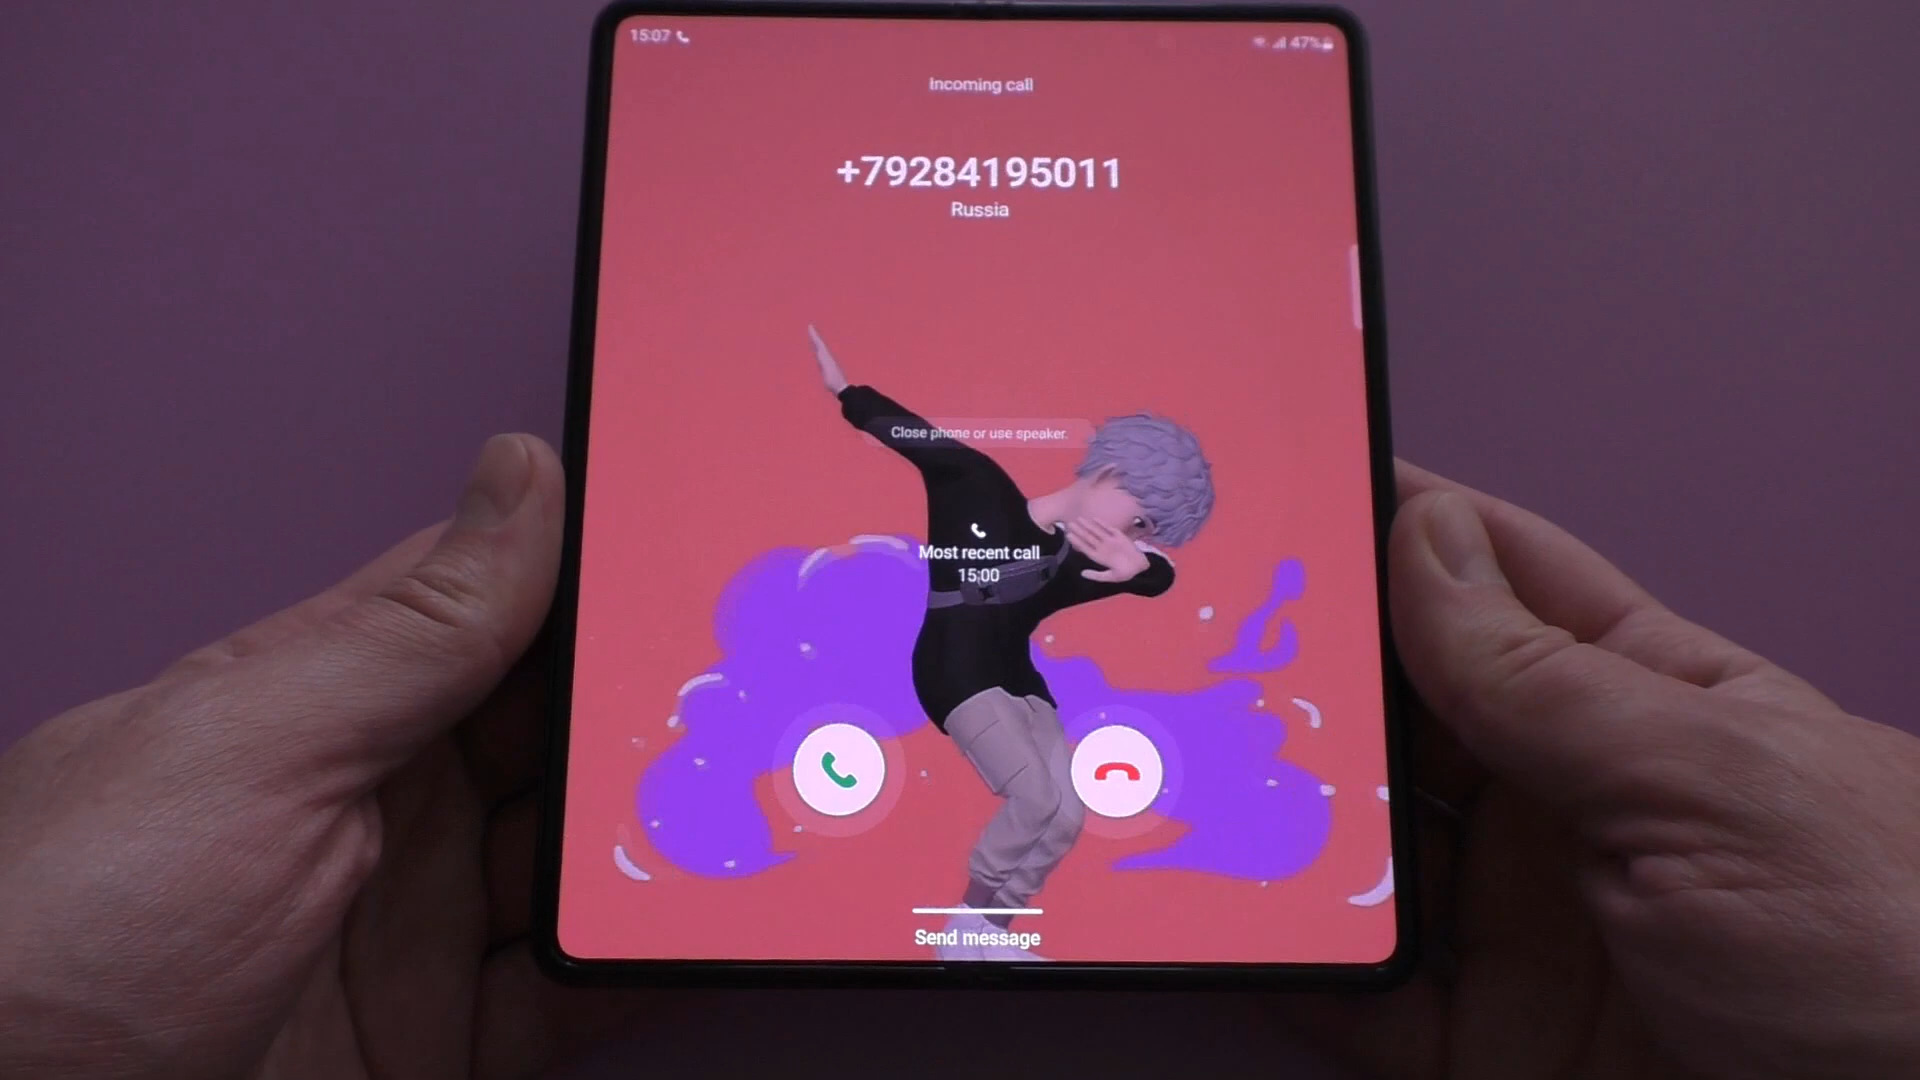 15:07
47%
Incoming call
+79284195011
Russia
Close phone or use speaker.
Most recent call
15:00
Send message